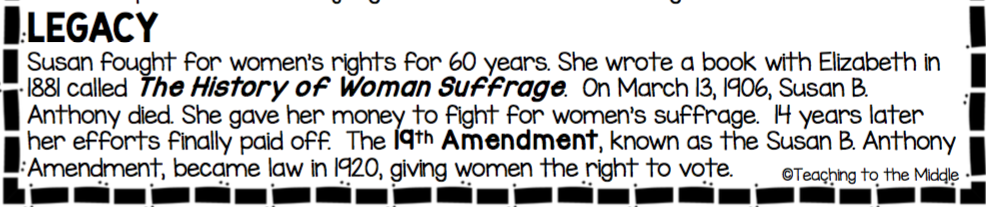 LEGACY
Susan fought for women's rights for 60 years. She wrote a book with Elizabeth in
1881 called The History of Woman Suffrage. On March 13, 1906, Susan B.
Anthony died. She gave her money to fight for women's suffrage. 14 years later
her efforts finally paid off. The 19th Amendment, known as the Susan B. Anthony
Amendment, became law in 1920, giving women the right to vote.
©Teaching to the Middle